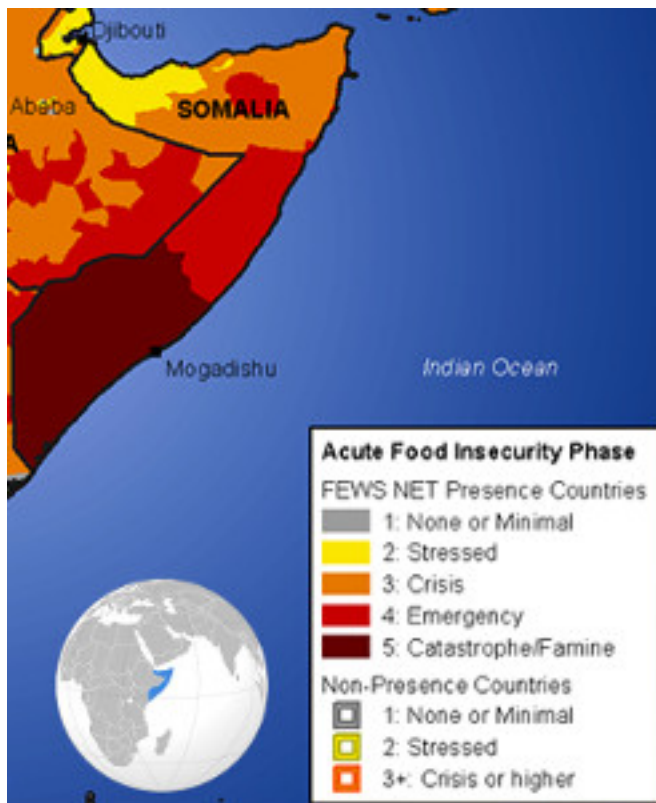 Djibouti
Ababa
SOMALIA
A
Mogadishu
Indian Ocean
Acute Food Insecurity Phase
FEWS NET Presence Countries
1: None or Minimal
2: Stressed
3: Crisis
4: Emergency
5: Catastrophe/Famine
Non-Presence Countries
1: None or Minimal
2: Stressed
3+: Crisis or higher